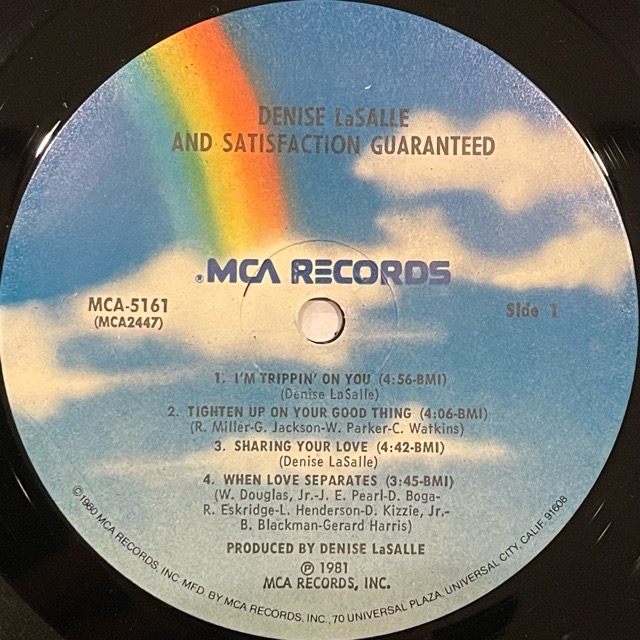 DENISE LaSALLE
AND SATISFACTION GUARANTEED
®MCA RECORDS
MCA-5161
(MCA2447)
Side 1
1. I'M TRIPPIN' ON YOU (4:56-BMI)
(Denise LaSalle)
2. TIGHTEN UP ON YOUR GOOD THING (4:06-BMI)
(R. Miller-G. Jackson-W. Parker-C. Watkins)
3. SHARING YOUR LOVE (4:42-BMI)
(Denise LaSalle)
4. WHEN LOVE SEPARATES (3:45-BMI)
(W. Douglas, Jr.-J. E. Pearl-D. Boga-
R. Eskridge-L. Henderson-D. Kizzie, Jr.-
B. Blackman-Gerard Harris)
PRODUCED BY DENISE LaSALLE
℗ 1981
MCA RECORDS, INC.
©1980 MCA RECORDS, INC. MFD. BY MCA RECORDS, INC., 70 UNIVERSAL PLAZA, UNIVERSAL CITY, CALIF. 91608